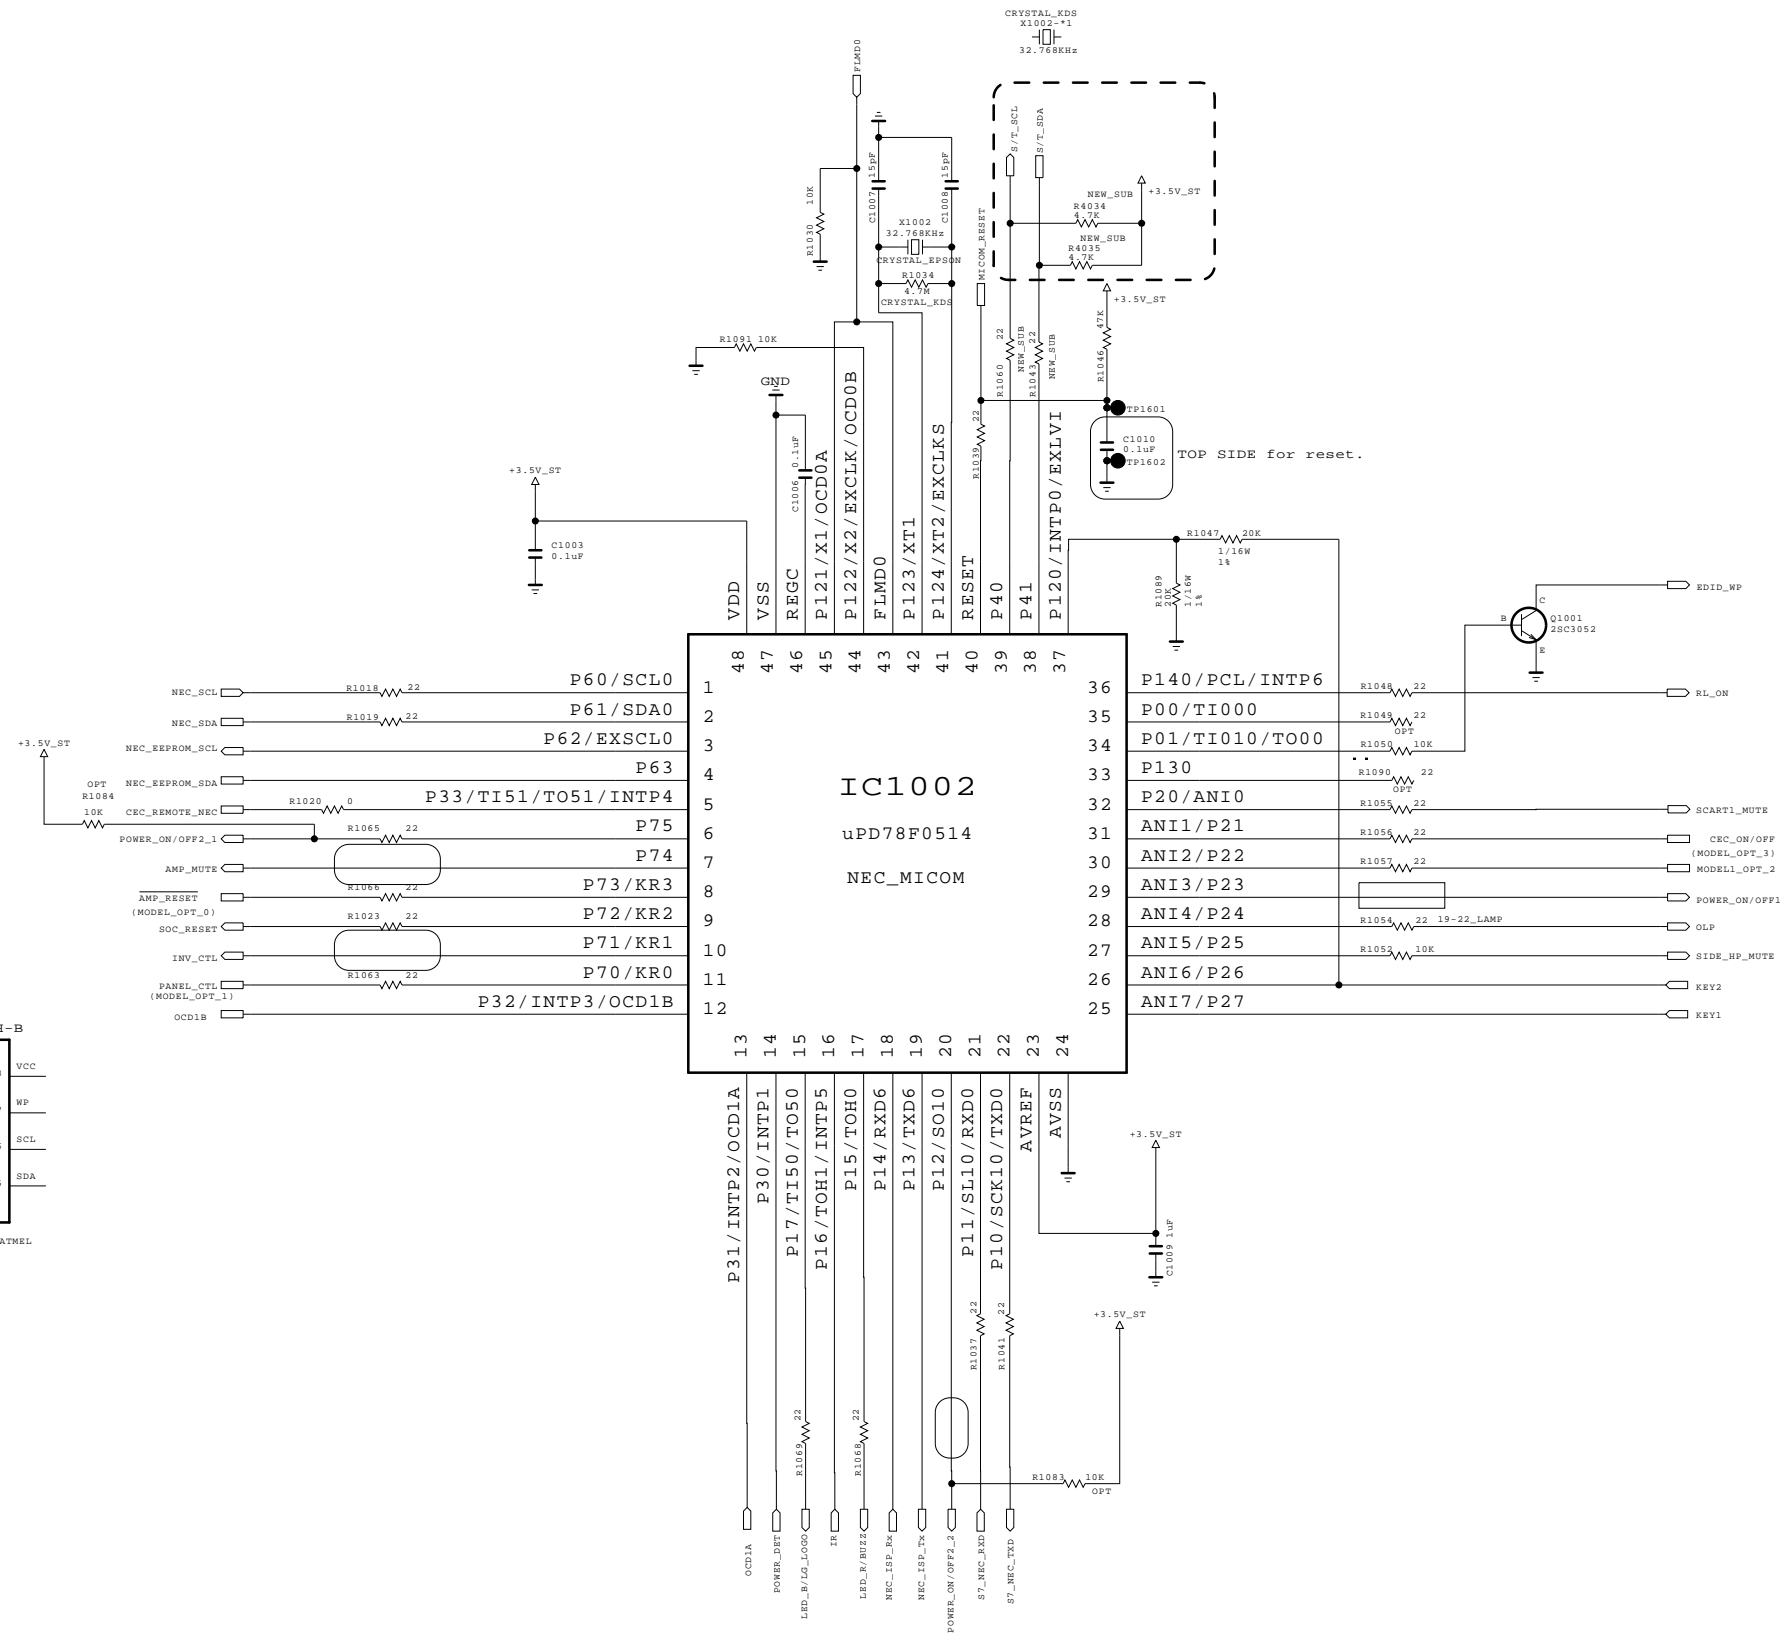 CRYSTAL_KDS
X1002-*1
32.768KHz
FLMD0
S/T_SCL
S/T_SDA
NEW_SUB
+3.5V_ST
R4034
4.7K
NEW_SUB
R4035
4.7K
C1007 15pF
C1008 15pF
R1030 10K
X1002
32.768KHz
CRYSTAL_EPSON
R1034
4.7M
CRYSTAL_KDS
MICOM_RESET
+3.5V_ST
R1046 47K
R1060 22
NEW_SUB
R1043 22
NEW_SUB
R1091 10K
GND
C1006 0.1uF
R1039 22
TP1601
C1010
0.1uF
TP1602
TOP SIDE for reset.
+3.5V_ST
C1003
0.1uF
R1047 20K
1/16W
1%
R1089
20K
1/16W
1%
EDID_WP
C
B
E
Q1001
2SC3052
VDD
VSS
REGC
P121/X1/OCD0A
P122/X2/EXCLK/OCD0B
FLMD0
P123/XT1
P124/XT2/EXCLKS
RESET
P40
P41
P120/INTP0/EXLVI
48
47
46
45
44
43
42
41
40
39
38
37
IC1002
uPD78F0514
NEC_MICOM
NEC_SCL R1018 22 P60/SCL0 1
NEC_SDA R1019 22 P61/SDA0 2
NEC_EEPROM_SCL P62/EXSCL0 3
NEC_EEPROM_SDA P63 4
CEC_REMOTE_NEC R1020 0 P33/TI51/TO51/INTP4 5
+3.5V_ST
OPT
R1084
10K
POWER_ON/OFF2_1 R1065 22 P75 6
AMP_MUTE P74 7
AMP_RESET R1066 22 P73/KR3 8
(MODEL_OPT_0)
SOC_RESET R1023 22 P72/KR2 9
INV_CTL P71/KR1 10
PANEL_CTL R1063 22 P70/KR0 11
(MODEL_OPT_1)
OCD1B P32/INTP3/OCD1B 12
36 P140/PCL/INTP6 R1048 22 RL_ON
35 P00/TI000 R1049 22
OPT
34 P01/TI010/TO00 R1050 10K
33 P130 R1090 22
OPT
32 P20/ANI0 R1055 22 SCART1_MUTE
31 ANI1/P21 R1056 22 CEC_ON/OFF
(MODEL_OPT_3)
30 ANI2/P22 R1057 22 MODEL1_OPT_2
29 ANI3/P23 POWER_ON/OFF1
28 ANI4/P24 R1054 22 19-22_LAMP OLP
27 ANI5/P25 R1052 10K SIDE_HP_MUTE
26 ANI6/P26 KEY2
25 ANI7/P27 KEY1
13
14
15
16
17
18
19
20
21
22
23
24
P31/INTP2/OCD1A
P30/INTP1
P17/TI50/TO50
P16/TOH1/INTP5
P15/TOH0
P14/RXD6
P13/TXD6
P12/SO10
P11/SL10/RXD0
P10/SCK10/TXD0
AVREF
AVSS
VCC
WP
SCL
SDA
ATMEL
+3.5V_ST
C1009 1uF
+3.5V_ST
R1037 22
R1041 22
R1069 22
R1068 22
R1083 10K
OPT
OCD1A
POWER_DET
LED_B/LG_LOGO
IR
LED_R/BUZZ
NEC_ISP_Rx
NEC_ISP_Tx
POWER_ON/OFF2_2
S7_NEC_RXD
S7_NEC_TXD